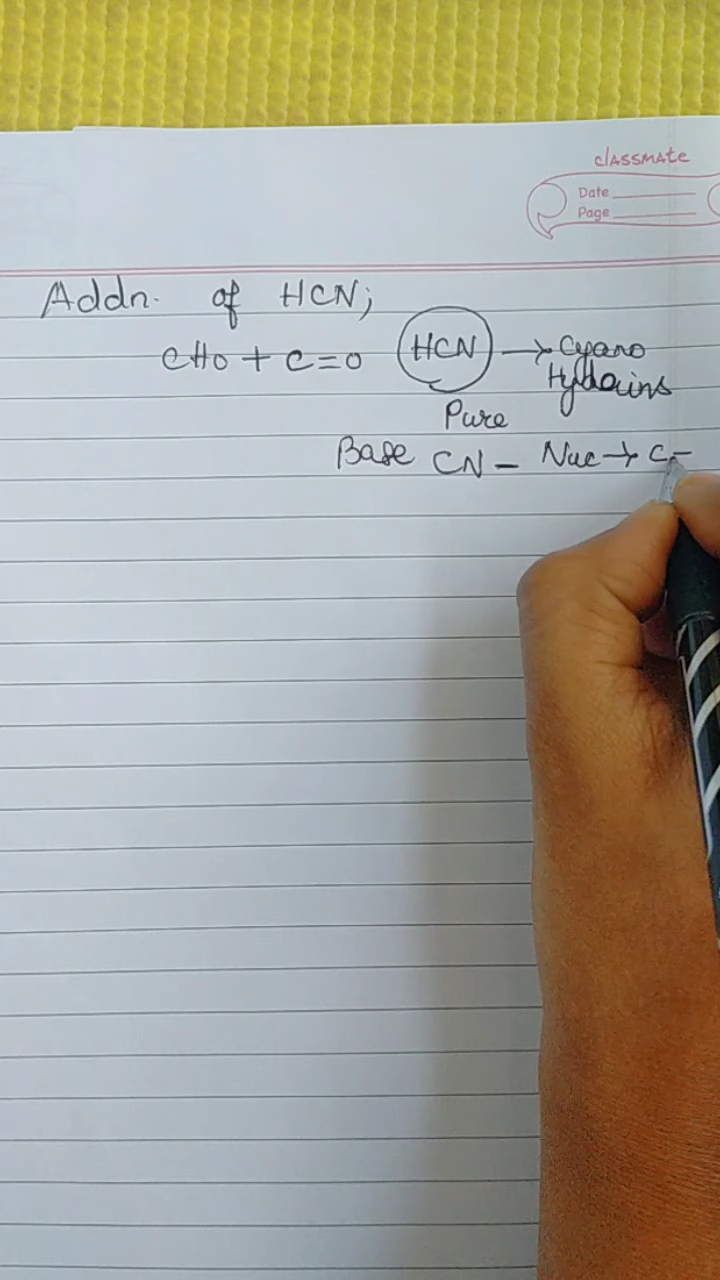 classmate
Date
Page
Addn. of HCN;
CHO + C=O HCN → Cyano
Hydrins
Pure
Base CN – Nuc → C=